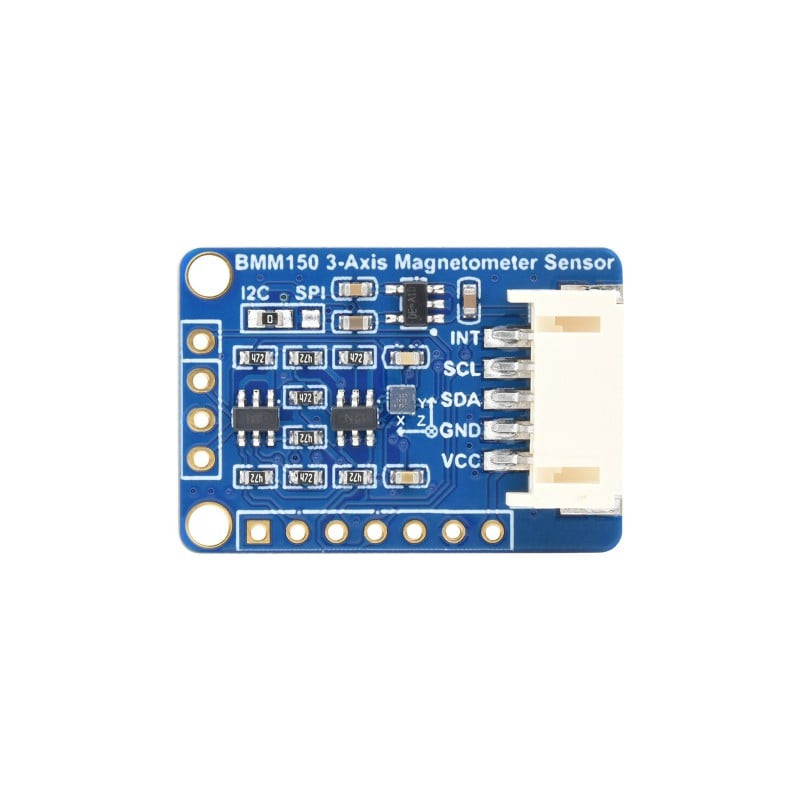 BMM150 3-Axis Magnetometer Sensor
I2C SPI
0
INT
472 472 472
SCL
472
SDA
Y
X Z
GND
472
VCC
472 472 472